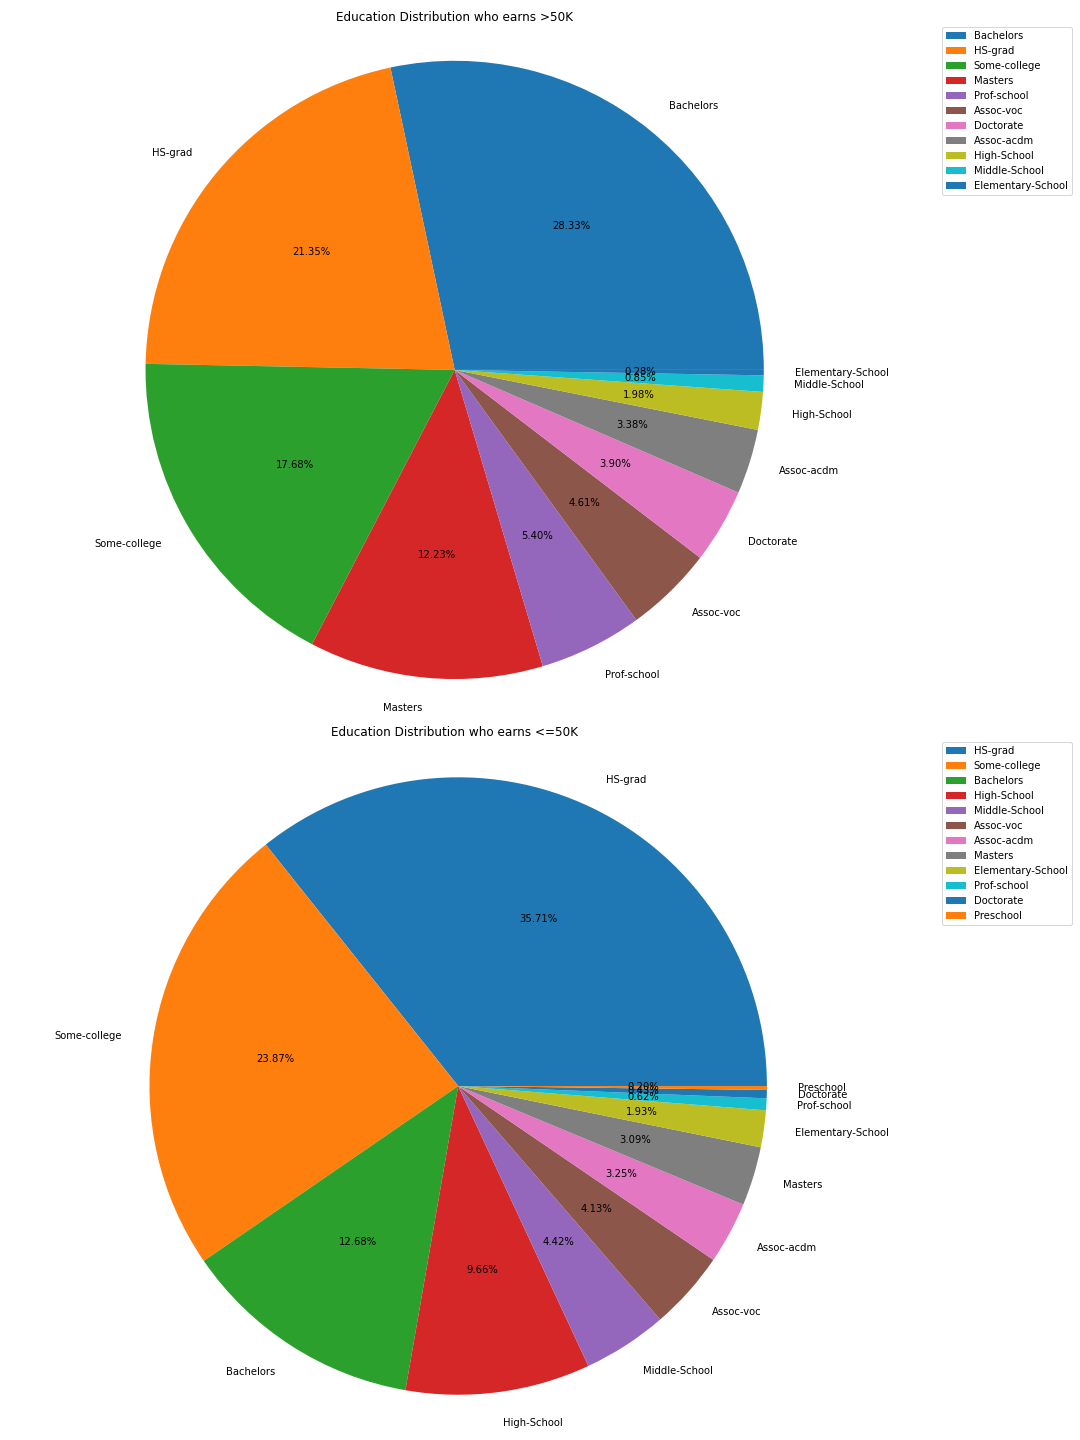 Education Distribution who earns >50K
Bachelors
HS-grad
Some-college
Masters
Prof-school
Assoc-voc
Doctorate
Assoc-acdm
High-School
Middle-School
Elementary-School
Bachelors
28.33%
HS-grad
21.35%
Some-college
17.68%
Masters
12.23%
Prof-school
5.40%
Assoc-voc
4.61%
Doctorate
3.90%
Assoc-acdm
3.38%
High-School
1.98%
Middle-School
0.85%
Elementary-School
0.28%
Education Distribution who earns <=50K
HS-grad
Some-college
Bachelors
High-School
Middle-School
Assoc-voc
Assoc-acdm
Masters
Elementary-School
Prof-school
Doctorate
Preschool
HS-grad
35.71%
Some-college
23.87%
Bachelors
12.68%
High-School
9.66%
Middle-School
4.42%
Assoc-voc
4.13%
Assoc-acdm
3.25%
Masters
3.09%
Elementary-School
1.93%
Prof-school
0.62%
Doctorate
Preschool
0.20%